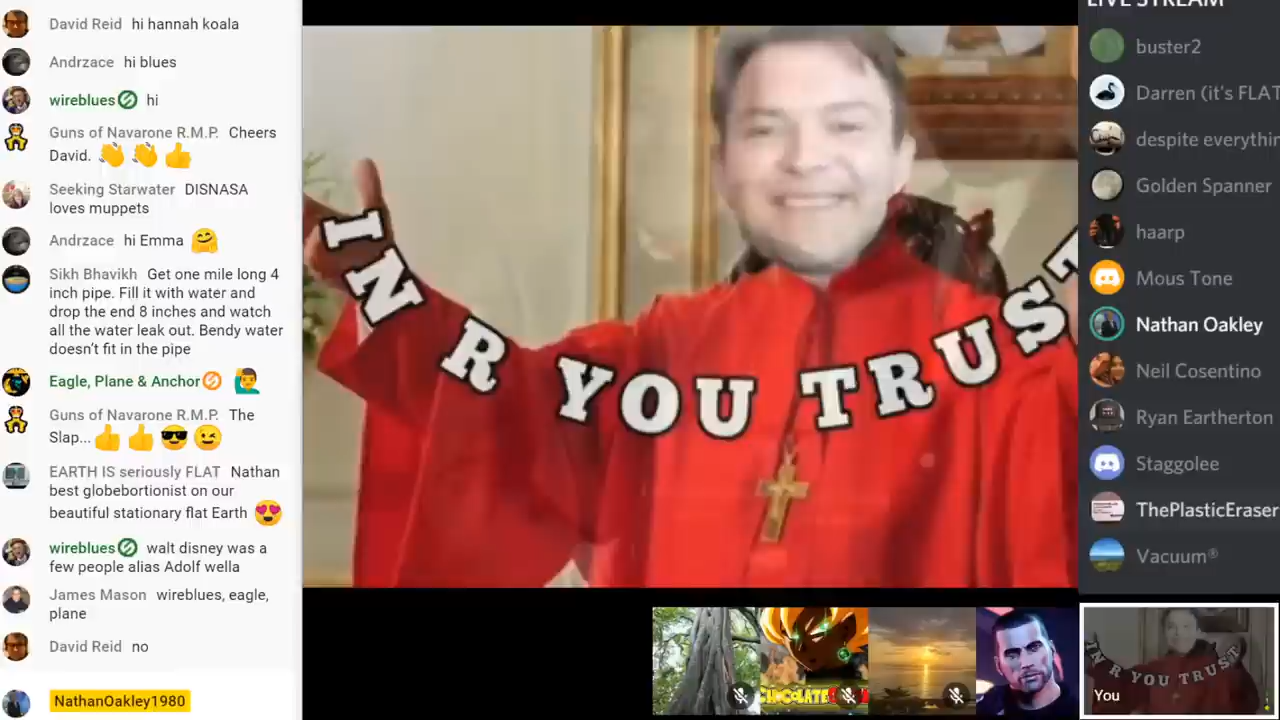 David Reid hi hannah koala
Andrzace hi blues
wireblues hi
Guns of Navarone R.M.P. Cheers
David. 👏 👏 👍
Seeking Starwater DISNASA
loves muppets
Andrzace hi Emma 🤗
Sikh Bhavikh Get one mile long 4
inch pipe. Fill it with water and
drop the end 8 inches and watch
all the water leak out. Bendy water
doesn't fit in the pipe
Eagle, Plane & Anchor 🙋‍♂️
Guns of Navarone R.M.P. The
Slap...👍 👍 😎 😉
EARTH IS seriously FLAT Nathan
best globebortionist on our
beautiful stationary flat Earth 😍
wireblues walt disney was a
few people alias Adolf wella
James Mason wireblues, eagle,
plane
David Reid no
NathanOakley1980
IN R YOU TRUST
LIVE STREAM
buster2
Darren (it's FLAT
despite everythin
Golden Spanner
haarp
Mous Tone
Nathan Oakley
Neil Cosentino
Ryan Eartherton
Staggolee
ThePlasticEraser
Vacuum®
IN R YOU TRUST
You